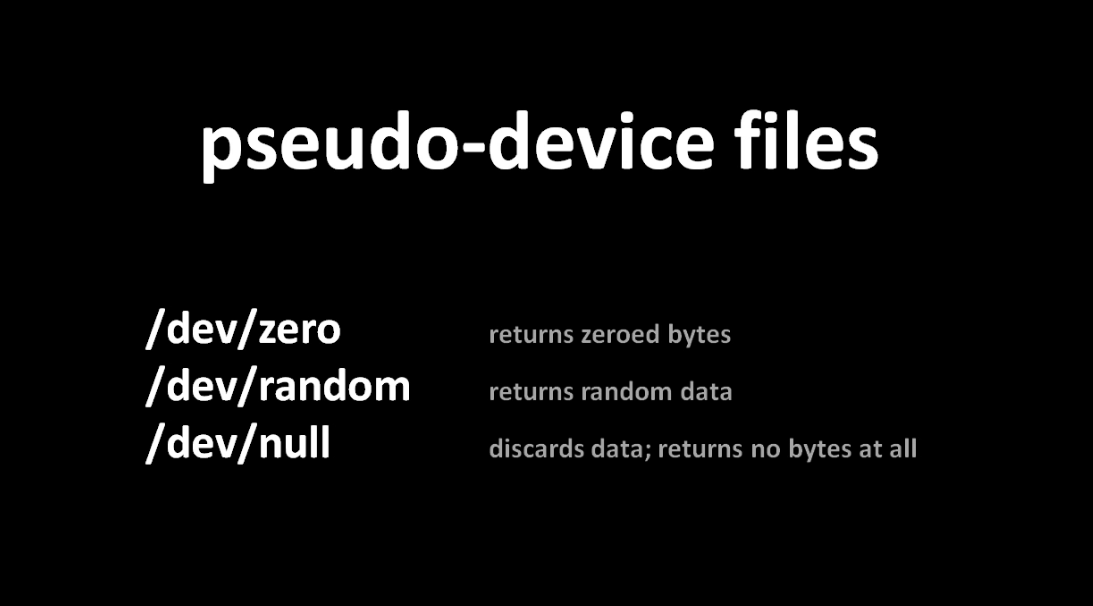 pseudo-device files
/dev/zero returns zeroed bytes
/dev/random returns random data
/dev/null discards data; returns no bytes at all